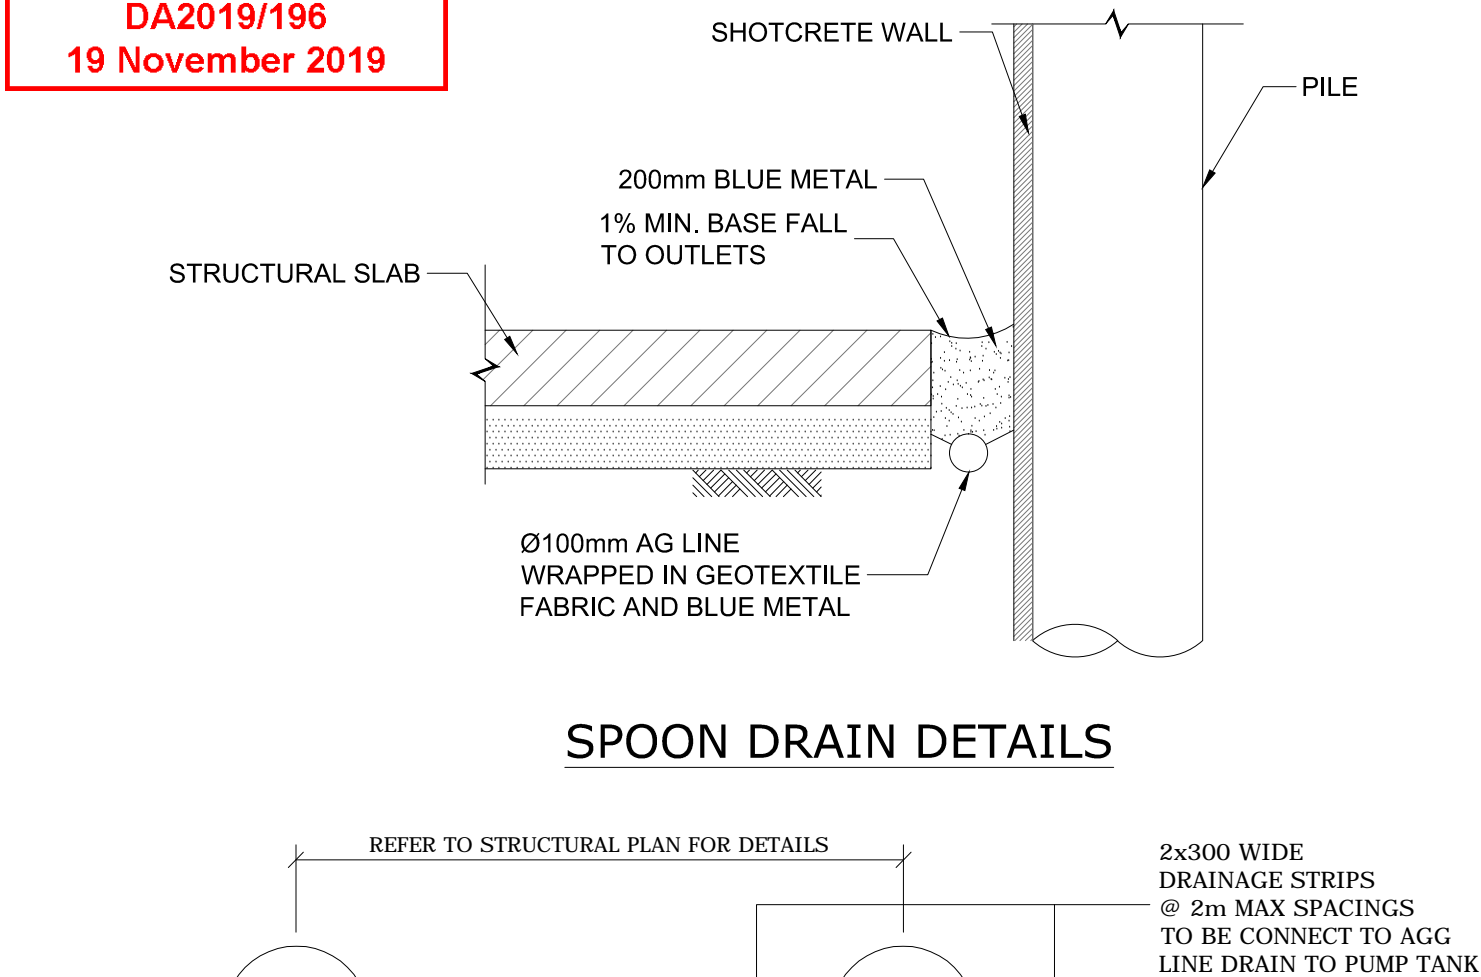 DA2019/196
19 November 2019
SHOTCRETE WALL
PILE
200mm BLUE METAL
1% MIN. BASE FALL
TO OUTLETS
STRUCTURAL SLAB
Ø100mm AG LINE
WRAPPED IN GEOTEXTILE
FABRIC AND BLUE METAL
SPOON DRAIN DETAILS
REFER TO STRUCTURAL PLAN FOR DETAILS
2x300 WIDE
DRAINAGE STRIPS
@ 2m MAX SPACINGS
TO BE CONNECT TO AGG
LINE DRAIN TO PUMP TANK